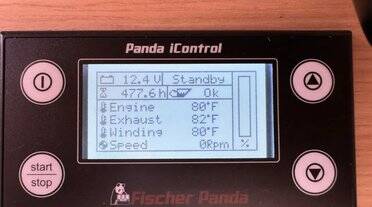 Panda iControl
12.4 V Standby
477.6 h Ok
Engine 80°F
Exhaust 82°F
Winding 80°F
Speed 0Rpm %
start
stop
Fischer Panda